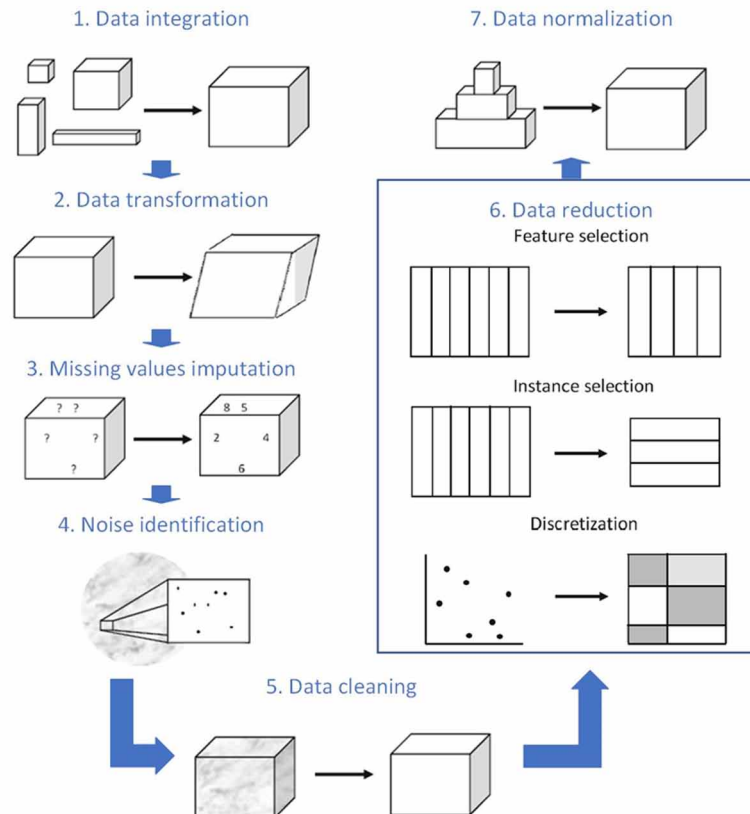 1. Data integration
2. Data transformation
3. Missing values imputation
? ?
? ?
?
8 5
2 4
6
4. Noise identification
5. Data cleaning
6. Data reduction
Feature selection
Instance selection
Discretization
7. Data normalization